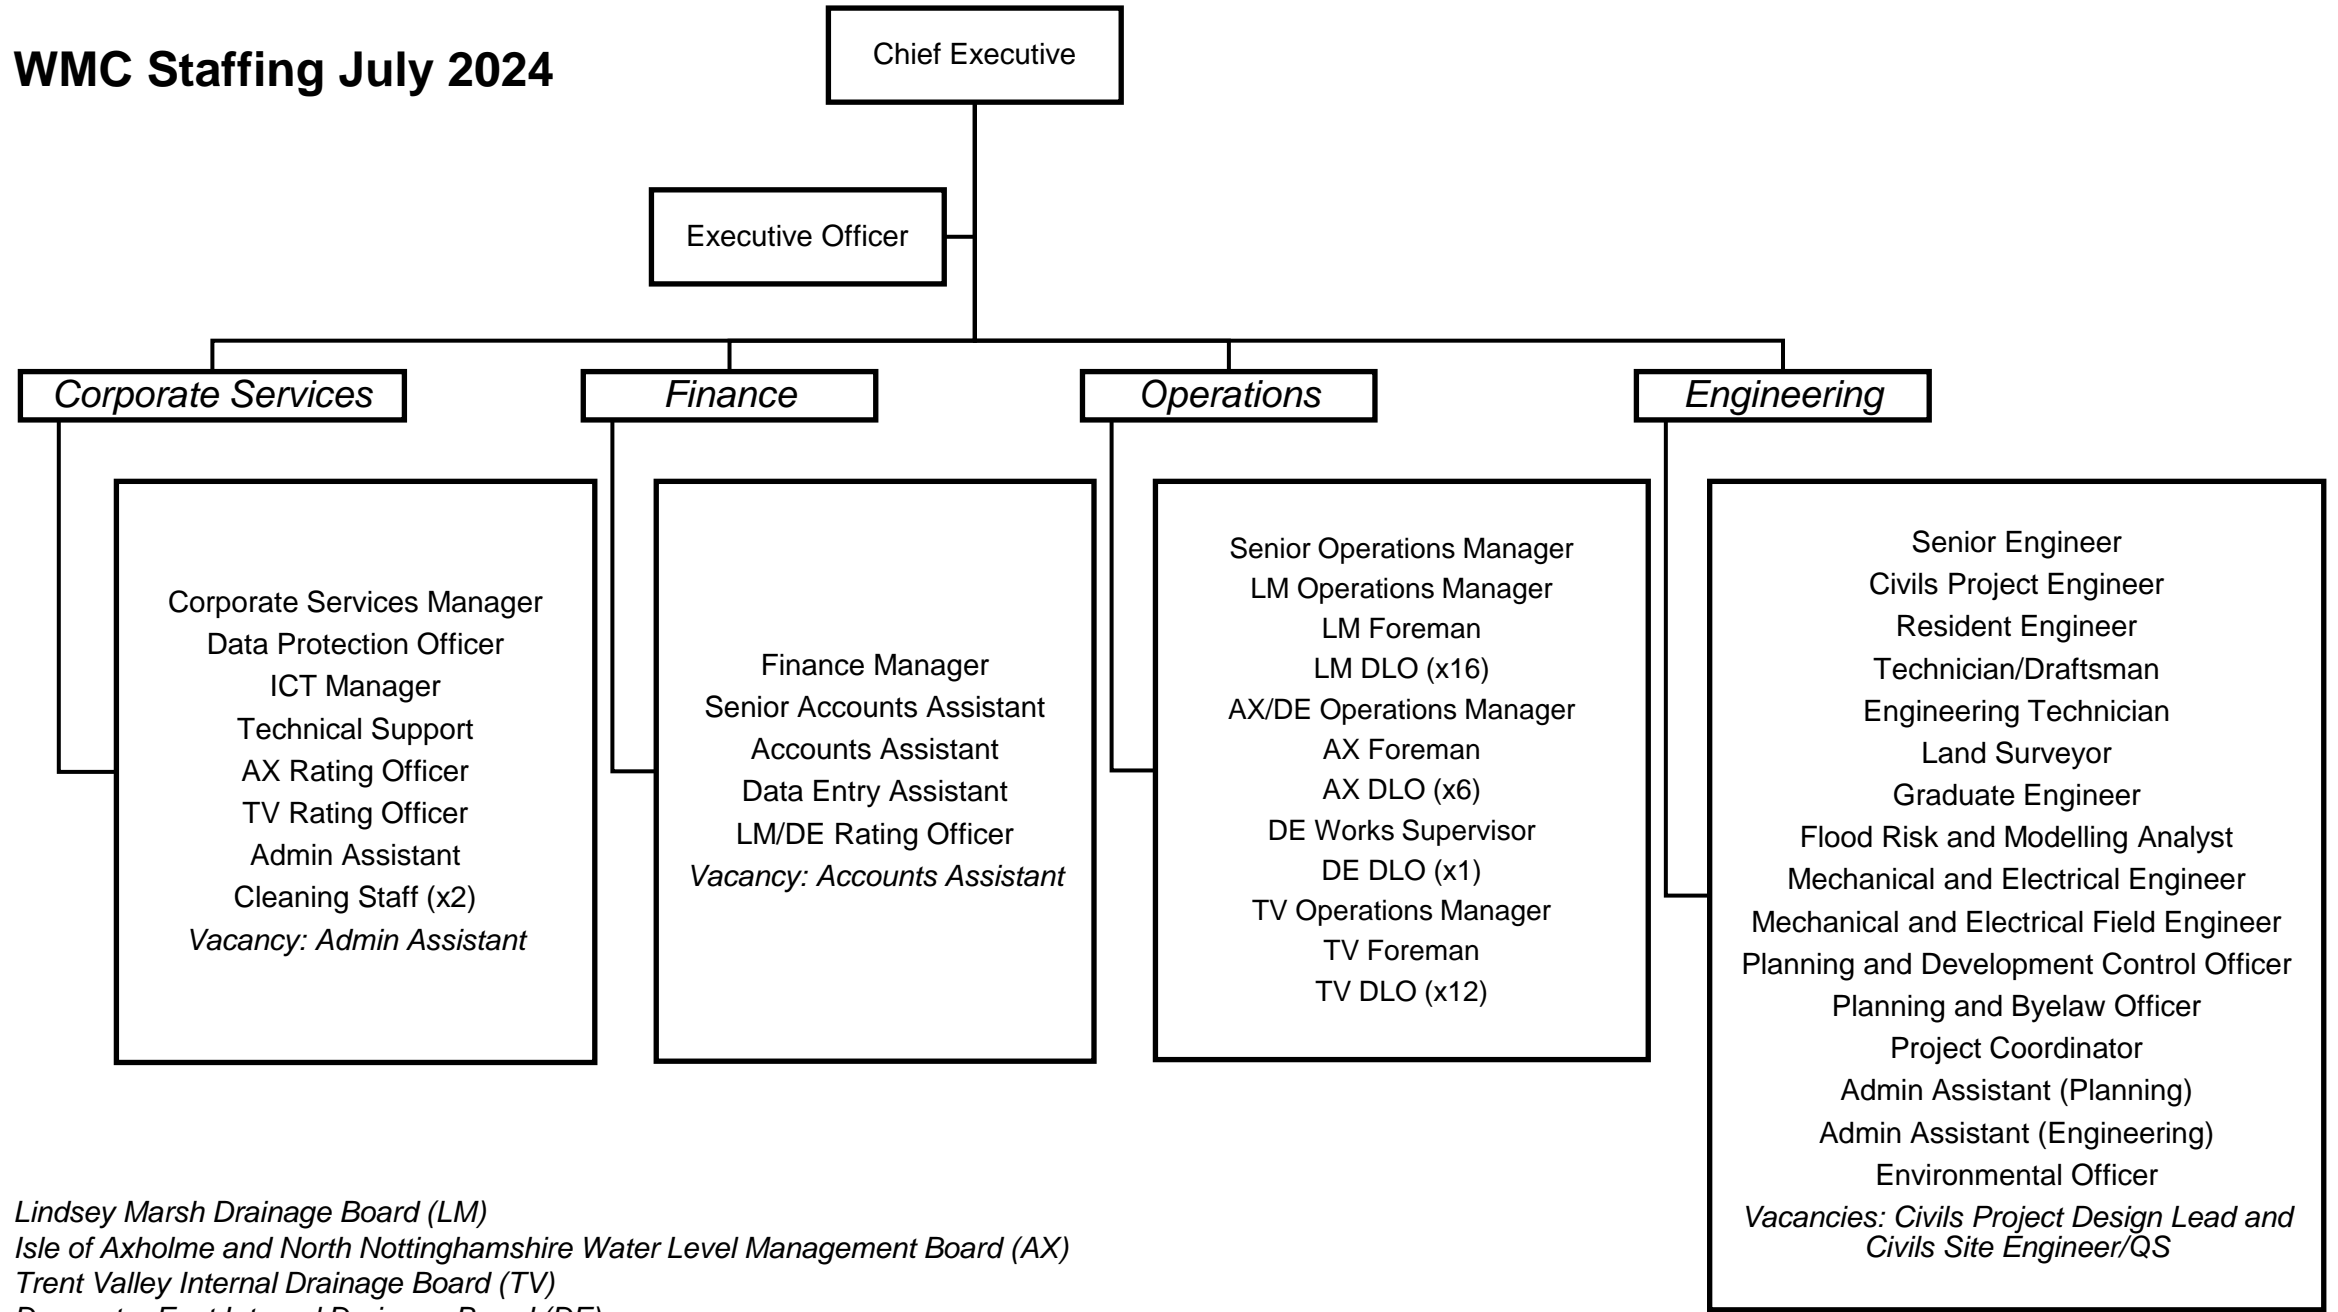 WMC Staffing July 2024
Chief Executive
Executive Officer
Corporate Services
Finance
Operations
Engineering
Corporate Services Manager
Data Protection Officer
ICT Manager
Technical Support
AX Rating Officer
TV Rating Officer
Admin Assistant
Cleaning Staff (x2)
Vacancy: Admin Assistant
Finance Manager
Senior Accounts Assistant
Accounts Assistant
Data Entry Assistant
LM/DE Rating Officer
Vacancy: Accounts Assistant
Senior Operations Manager
LM Operations Manager
LM Foreman
LM DLO (x16)
AX/DE Operations Manager
AX Foreman
AX DLO (x6)
DE Works Supervisor
DE DLO (x1)
TV Operations Manager
TV Foreman
TV DLO (x12)
Senior Engineer
Civils Project Engineer
Resident Engineer
Technician/Draftsman
Engineering Technician
Land Surveyor
Graduate Engineer
Flood Risk and Modelling Analyst
Mechanical and Electrical Engineer
Mechanical and Electrical Field Engineer
Planning and Development Control Officer
Planning and Byelaw Officer
Project Coordinator
Admin Assistant (Planning)
Admin Assistant (Engineering)
Environmental Officer
Vacancies: Civils Project Design Lead and
Civils Site Engineer/QS
Lindsey Marsh Drainage Board (LM)
Isle of Axholme and North Nottinghamshire Water Level Management Board (AX)
Trent Valley Internal Drainage Board (TV)
East Internal Drainage Board (DE)